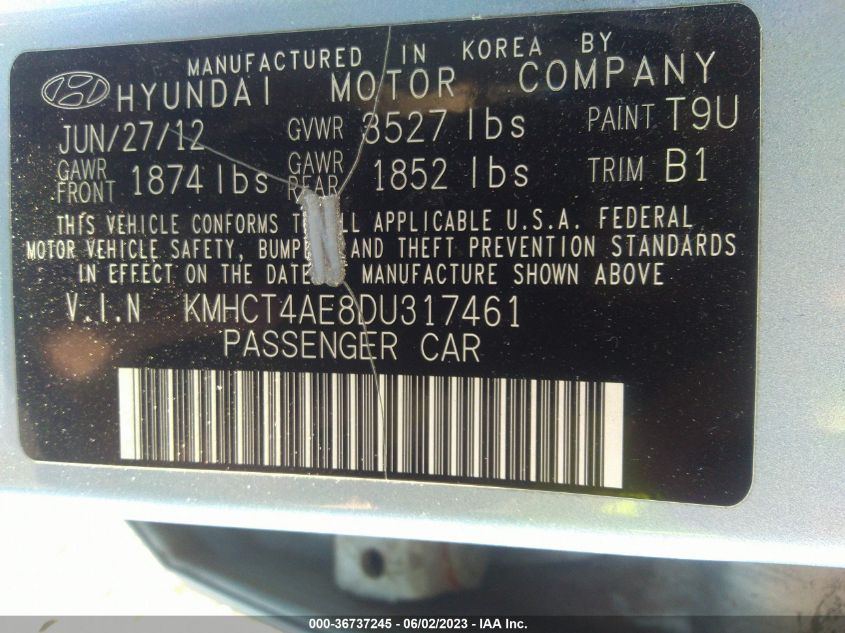 MANUFACTURED IN KOREA BY
HYUNDAI MOTOR COMPANY
JUN/27/12 GVWR 3527 lbs PAINT T9U
GAWR FRONT 1874 lbs GAWR REAR 1852 lbs TRIM B1
THIS VEHICLE CONFORMS T LL APPLICABLE U.S.A. FEDERAL
MOTOR VEHICLE SAFETY, BUMP AND THEFT PREVENTION STANDARDS
IN EFFECT ON THE DATE MANUFACTURE SHOWN ABOVE.
V.I.N KMHCT4AE8DU317461
PASSENGER CAR
000-36737245 - 06/02/2023 - IAA Inc.